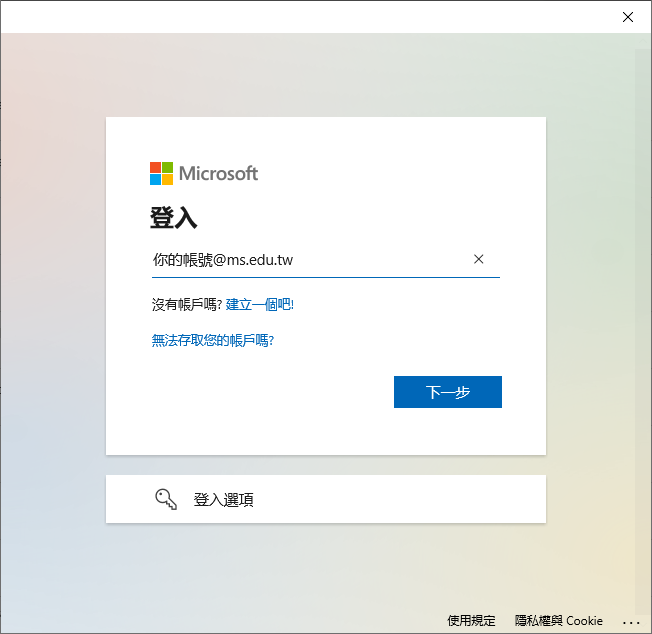 Microsoft
登入
你的帳號@ms.edu.tw
沒有帳戶嗎? 建立一個吧!
無法存取您的帳戶嗎?
下一步
登入選項
使用規定 隱私權與 Cookie ...